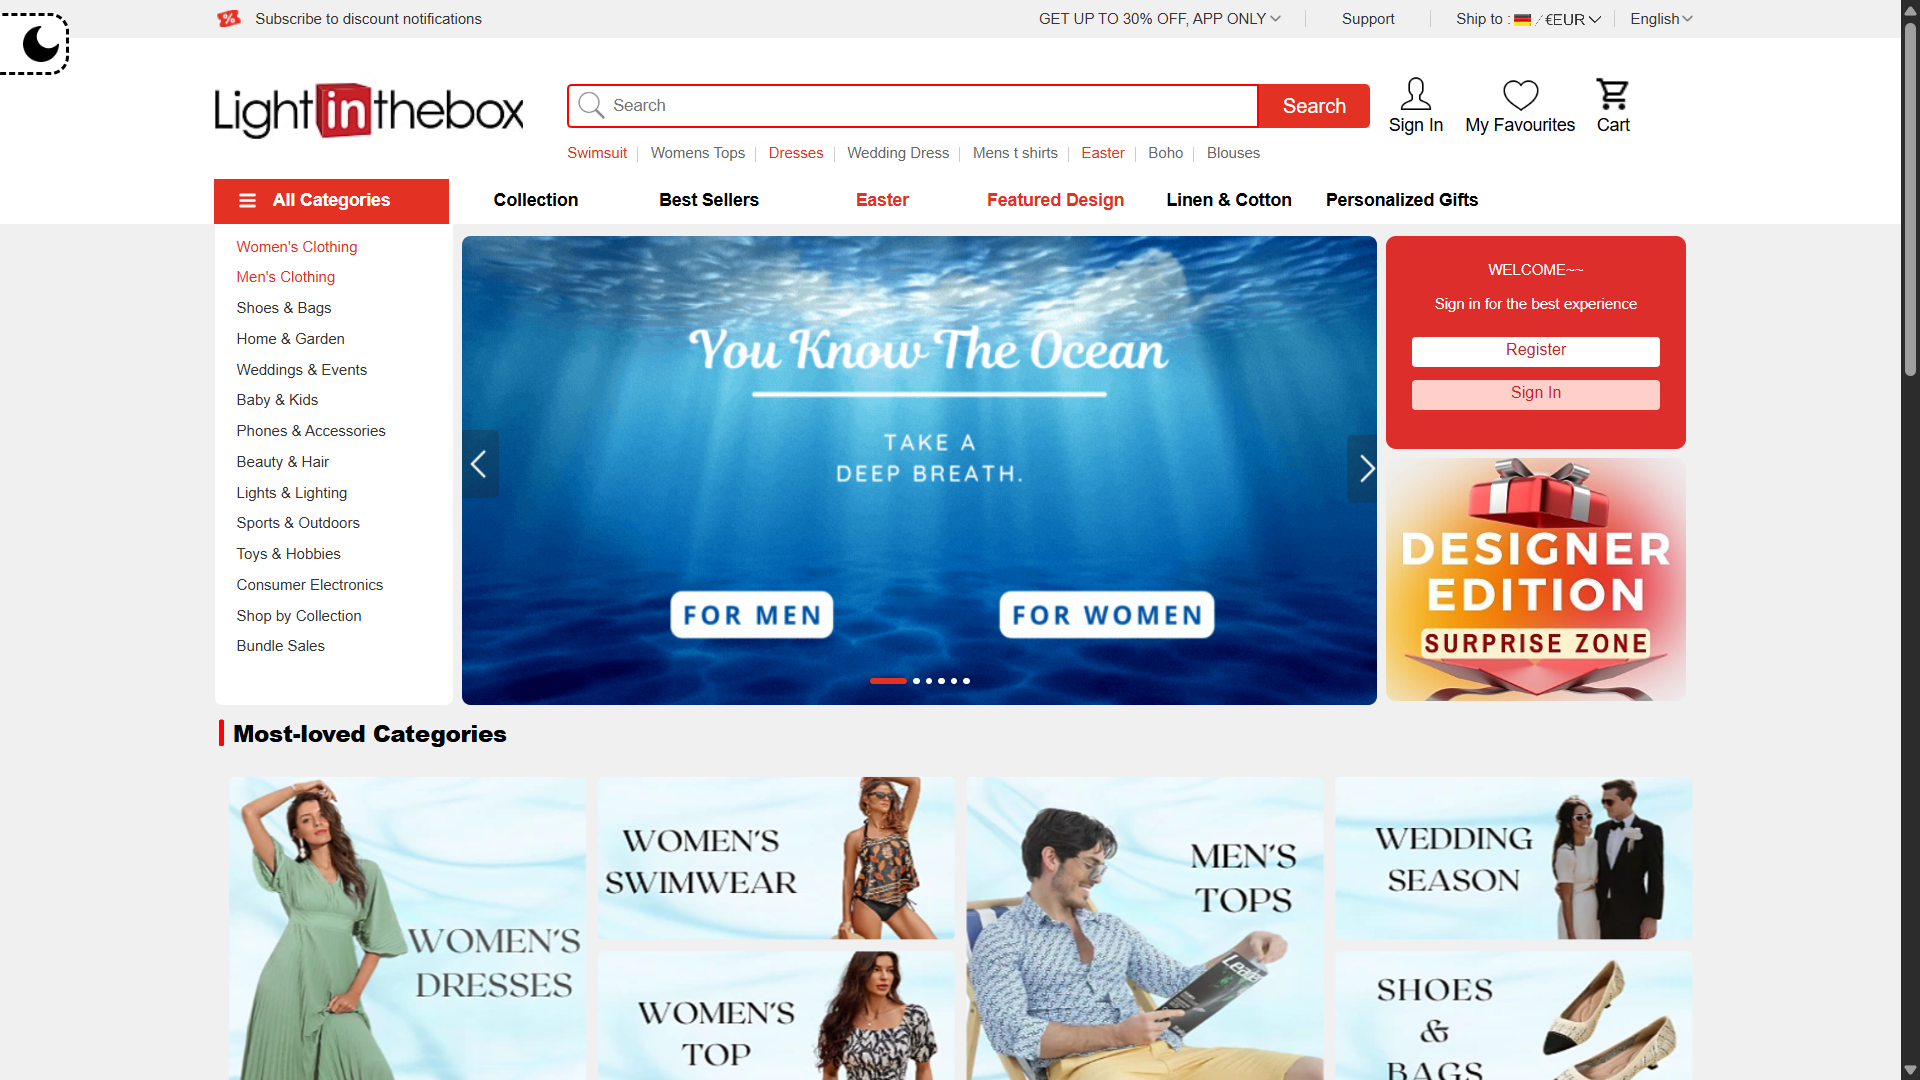 Subscribe to discount notifications
GET UP TO 30% OFF, APP ONLY
Support
Ship to : / €EUR
English
Lightinthebox
Search
Search
Sign In
My Favourites
Cart
Swimsuit
Womens Tops
Dresses
Wedding Dress
Mens t shirts
Easter
Boho
Blouses
All Categories
Collection
Best Sellers
Easter
Featured Design
Linen & Cotton
Personalized Gifts
Women's Clothing
Men's Clothing
Shoes & Bags
Home & Garden
Weddings & Events
Baby & Kids
Phones & Accessories
Beauty & Hair
Lights & Lighting
Sports & Outdoors
Toys & Hobbies
Consumer Electronics
Shop by Collection
Bundle Sales
You Know The Ocean
TAKE A
DEEP BREATH.
FOR MEN
FOR WOMEN
WELCOME~~
Sign in for the best experience
Register
Sign In
DESIGNER
EDITION
SURPRISE ZONE
Most-loved Categories
WOMEN'S
DRESSES
WOMEN'S
SWIMWEAR
WOMEN'S
TOP
MEN'S
TOPS
WEDDING
SEASON
SHOES
&
BAGS